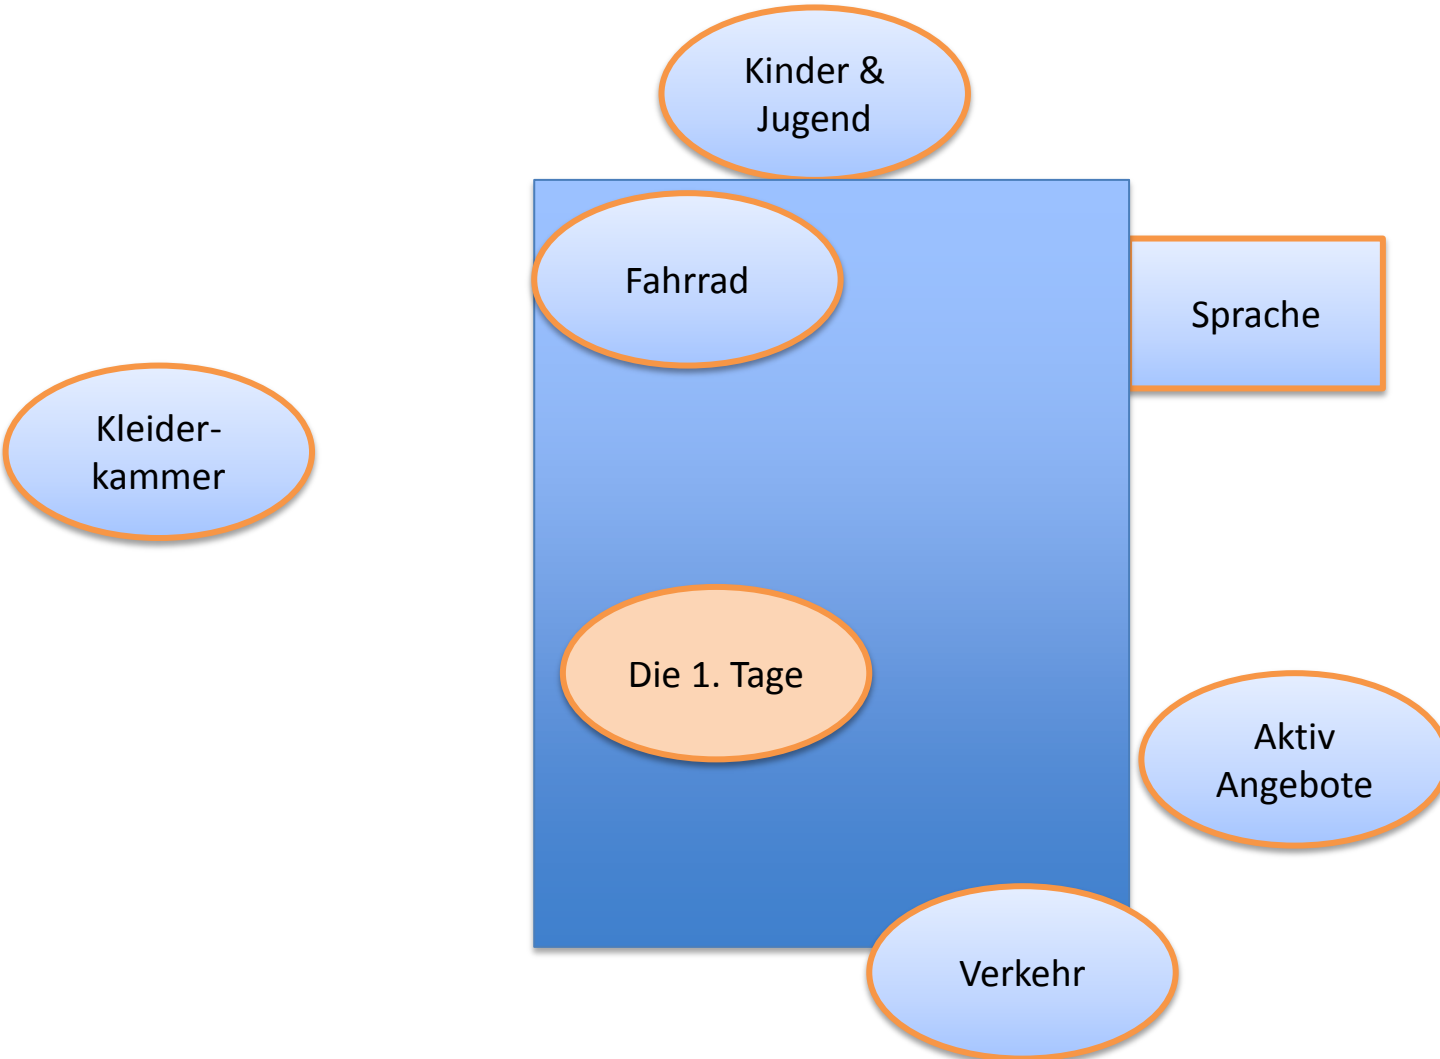 Kinder &
Jugend
Fahrrad
Sprache
Kleider-
kammer
Die 1. Tage
Aktiv
Angebote
Verkehr